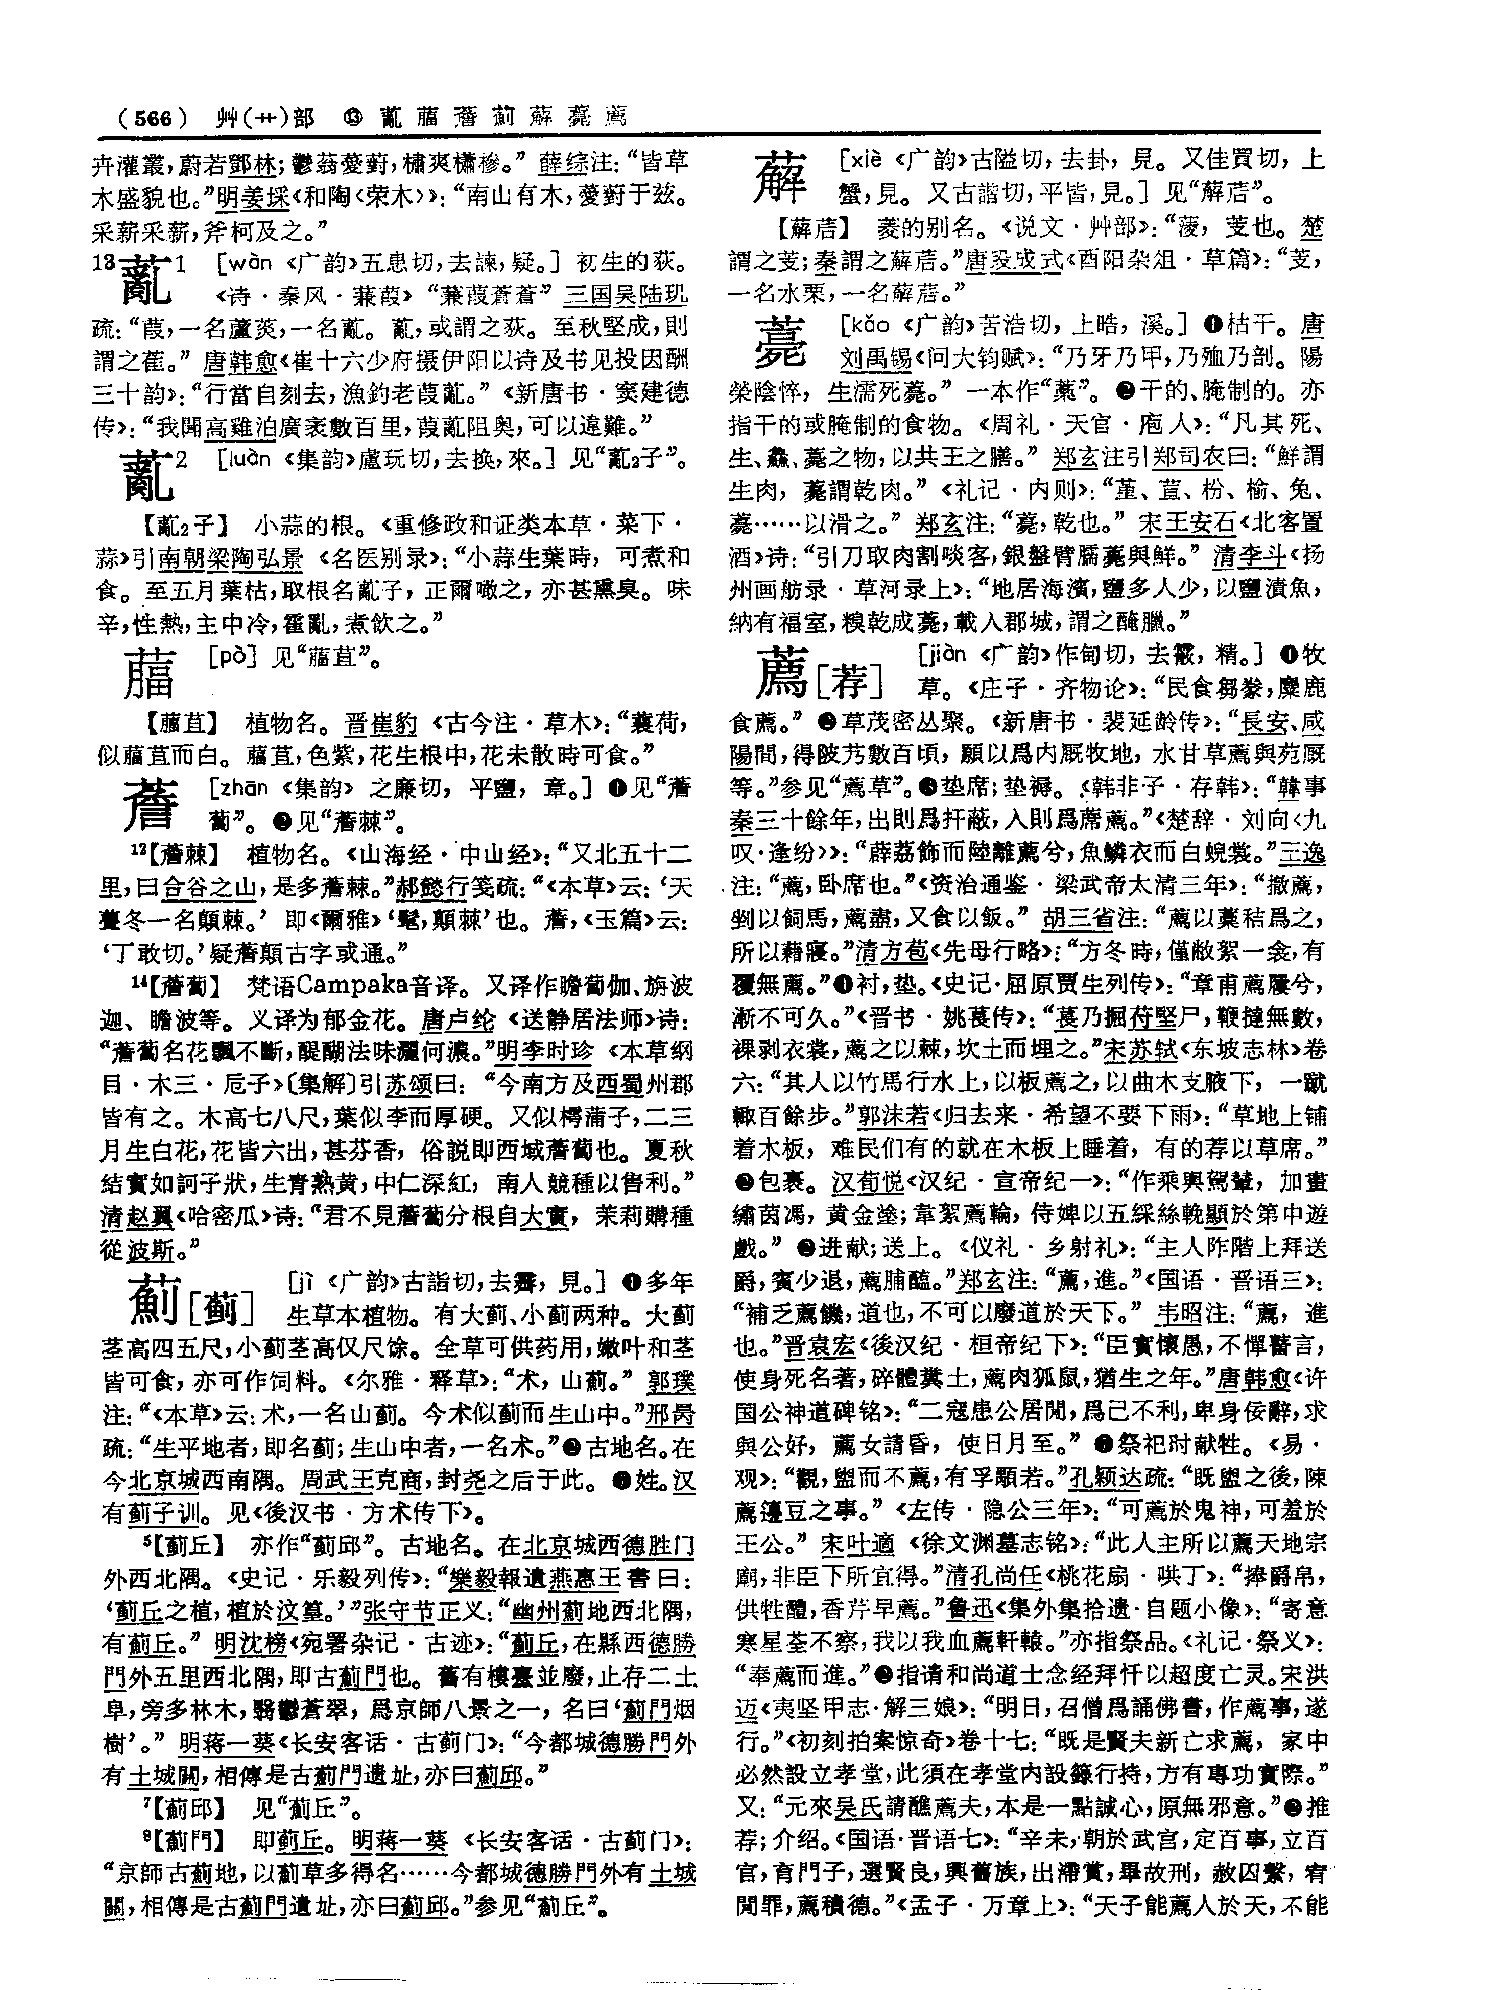 (566) 艸(艹)部 ⑬ 薍 䕎 薝 薊 薢 薧 薦
卉灌叢,蔚若鄧林;鬱蓊薆薱,橚爽櫹槮。”薛综注:“皆草
木盛貌也。”明姜埰《和陶〈荣木〉》:“南山有木,薆薱于兹。
采薪采薪,斧柯及之。”
13薍1 [wàn 《广韵》五患切,去諫,疑。] 初生的荻。
《诗·秦风·蒹葭》“蒹葭蒼蒼” 三国吴陆玑
疏:“葭,一名蘆菼,一名薍。薍,或謂之荻。至秋堅成,則
謂之萑。”唐韩愈《崔十六少府摄伊阳以诗及书见投因酬
三十韵》:“行當自刻去,漁釣老葭薍。”《新唐书·窦建德
传》:“我聞高雞泊廣袤數百里,葭薍阻奥,可以違難。”
薍2 [luàn 《集韵》盧玩切,去换,來。] 见“薍2子”。
【薍2子】 小蒜的根。《重修政和证类本草·菜下·
蒜》引南朝梁陶弘景《名医别录》:“小蒜生葉時,可煮和
食。至五月葉枯,取根名薍子,正爾噉之,亦甚熏臭。味
辛,性熱,主中冷,霍亂,煮飲之。”
䕎 [pò] 见“䕎苴”。
【䕎苴】 植物名。晋崔豹《古今注·草木》:“蘘荷,
似䕎苴而白。䕎苴,色紫,花生根中,花未散時可食。”
薝 [zhān 《集韵》之廉切,平鹽,章。] ❶见“薝
蔔”。❷见“薝棘”。
12【薝棘】 植物名。《山海经·中山经》:“又北五十二
里,曰合谷之山,是多薝棘。”郝懿行笺疏:“《本草》云:‘天
虋冬一名顛棘。’即《爾雅》‘髦,顛棘’也。薝,《玉篇》云:
‘丁敢切。’疑薝顛古字或通。”
14【薝蔔】 梵语Campaka音译。又译作瞻蔔伽、旃波
迦、瞻波等。义译为郁金花。唐卢纶《送静居法师》诗:
“薝蔔名花飄不斷,醍醐法味灑何濃。”明李时珍《本草纲
目·木三·卮子》〔集解〕引苏颂曰:“今南方及西蜀州郡
皆有之。木高七八尺,葉似李而厚硬。又似樗蒲子,二三
月生白花,花皆六出,甚芬香,俗説即西域薝蔔也。夏秋
結實如訶子狀,生青熟黄,中仁深紅,南人競種以售利。”
清赵翼《哈密瓜》诗:“君不見薝蔔分根自大實,茉莉購種
從波斯。”
薊[蓟] [jì 《广韵》古詣切,去霽,見。] ❶多年
生草本植物。有大蓟、小蓟两种。大蓟
茎高四五尺,小蓟茎高仅尺馀。全草可供药用,嫩叶和茎
皆可食,亦可作饲料。《尔雅·释草》:“术,山薊。”郭璞
注:“《本草》云:术,一名山薊。今术似薊而生山中。”邢昺
疏:“生平地者,即名薊;生山中者,一名术。”❷古地名。在
今北京城西南隅。周武王克商,封尧之后于此。❸姓。汉
有蓟子训。见《後汉书·方术传下》。
5【薊丘】 亦作“薊邱”。古地名。在北京城西德胜门
外西北隅。《史记·乐毅列传》:“樂毅報遺燕惠王書曰:
‘薊丘之植,植於汶篁。’”张守节正义:“幽州薊地西北隅,
有薊丘。”明沈榜《宛署杂记·古迹》:“薊丘,在縣西德勝
門外五里西北隅,即古薊門也。舊有樓臺並廢,止存二土
阜,旁多林木,翳鬱蒼翠,爲京師八景之一,名曰‘薊門烟
樹’。”明蒋一葵《长安客话·古蓟门》:“今都城德勝門外
有土城關,相傳是古薊門遺址,亦曰薊邱。”
7【薊邱】 见“薊丘”。
8【薊門】 即薊丘。明蒋一葵《长安客话·古蓟门》:
“京師古薊地,以薊草多得名……今都城德勝門外有土城
關,相傳是古薊門遺址,亦曰薊邱。”参见“薊丘”。
薢 [xiè 《广韵》古隘切,去卦,見。又佳買切,上
蟹,見。又古諧切,平皆,見。] 见“薢茩”。
【薢茩】 菱的别名。《说文·艸部》:“蔆,芰也。楚
謂之芰;秦謂之薢茩。”唐段成式《酉阳杂俎·草篇》:“芰,
一名水栗,一名薢茩。”
薧 [kǎo 《广韵》苦浩切,上晧,溪。] ❶枯干。唐
刘禹锡《问大钧赋》:“乃牙乃甲,乃殈乃剖。陽
榮陰悴,生濡死薧。”一本作“藁”。❷干的、腌制的。亦
指干的或腌制的食物。《周礼·天官·庖人》:“凡其死、
生、鱻、薧之物,以共王之膳。”郑玄注引郑司农曰:“鮮謂
生肉,薧謂乾肉。”《礼记·内则》:“堇、荁、枌、榆、兔、
薧……以滑之。”郑玄注:“薧,乾也。”宋王安石《北客置
酒》诗:“引刀取肉割啖客,銀盤臂臑薧與鮮。”清李斗《扬
州画舫录·草河录上》:“地居海濱,鹽多人少,以鹽漬魚,
納有福室,糗乾成薧,載入郡城,謂之醃臘。”
薦[荐] [jiàn 《广韵》作甸切,去霰,精。] ❶牧
草。《庄子·齐物论》:“民食芻豢,麋鹿
食薦。”❷草茂密丛聚。《新唐书·裴延龄传》:“長安、咸
陽間,得陂艿數百頃,願以爲内厩牧地,水甘草薦與苑厩
等。”参见“薦草”。❸垫席;垫褥。《韩非子·存韩》:“韓事
秦三十餘年,出則爲扞蔽,入則爲蓆薦。”《楚辞·刘向〈九
叹·逢纷〉》:“薜荔飾而陸離薦兮,魚鱗衣而白蜺裳。”王逸
注:“薦,卧席也。”《资治通鉴·梁武帝太清三年》:“撤薦,
剉以飼馬,薦盡,又食以飯。”胡三省注:“薦以藁秸爲之,
所以藉寢。”清方苞《先母行略》:“方冬時,僅敝絮一衾,有
覆無薦。”❹衬,垫。《史记·屈原贾生列传》:“章甫薦屨兮,
漸不可久。”《晋书·姚苌传》:“萇乃掘苻堅尸,鞭撻無數,
裸剥衣裳,薦之以棘,坎土而埋之。”宋苏轼《东坡志林》卷
六:“其人以竹馬行水上,以板薦之,以曲木支腋下,一蹴
輒百餘步。”郭沫若《归去来·希望不要下雨》:“草地上铺
着木板,难民们有的就在木板上睡着,有的荐以草席。”
❺包裹。汉荀悦《汉纪·宣帝纪一》:“作乘輿駕輦,加畫
繡茵馮,黄金塗;韋絮薦輪,侍婢以五綵絲輓顯於第中遊
戲。”❻进献;送上。《仪礼·乡射礼》:“主人阼階上拜送
爵,賓少退,薦脯醢。”郑玄注:“薦,進。”《国语·晋语三》:
“補乏薦饑,道也,不可以廢道於天下。”韦昭注:“薦,進
也。”晋袁宏《後汉纪·桓帝纪下》:“臣實懷愚,不憚瞽言,
使身死名著,碎體糞土,薦肉狐鼠,猶生之年。”唐韩愈《许
国公神道碑铭》:“二寇患公居間,爲己不利,卑身佞辭,求
與公好,薦女請昏,使日月至。”❼祭祀时献牲。《易·
观》:“觀,盥而不薦,有孚顒若。”孔颖达疏:“既盥之後,陳
薦籩豆之事。”《左传·隐公三年》:“可薦於鬼神,可羞於
王公。”宋叶適《徐文渊墓志铭》:“此人主所以薦天地宗
廟,非臣下所宜得。”清孔尚任《桃花扇·哄丁》:“捧爵帛,
供牲醴,香芹早薦。”鲁迅《集外集拾遗·自题小像》:“寄意
寒星荃不察,我以我血薦軒轅。”亦指祭品。《礼记·祭义》:
“奉薦而進。”❽指请和尚道士念经拜忏以超度亡灵。宋洪
迈《夷坚甲志·解三娘》:“明日,召僧爲誦佛書,作薦事,遂
行。”《初刻拍案惊奇》卷十七:“既是賢夫新亡求薦,家中
必然設立孝堂,此須在孝堂内設籙行持,方有專功實際。”
又:“元來吴氏請醮薦夫,本是一點誠心,原無邪意。”❾推
荐;介绍。《国语·晋语七》:“辛未,朝於武宫,定百事,立百
官,育門子,選賢良,興舊族,出滯賞,畢故刑,赦囚繫,宥
閒罪,薦積德。”《孟子·万章上》:“天子能薦人於天,不能